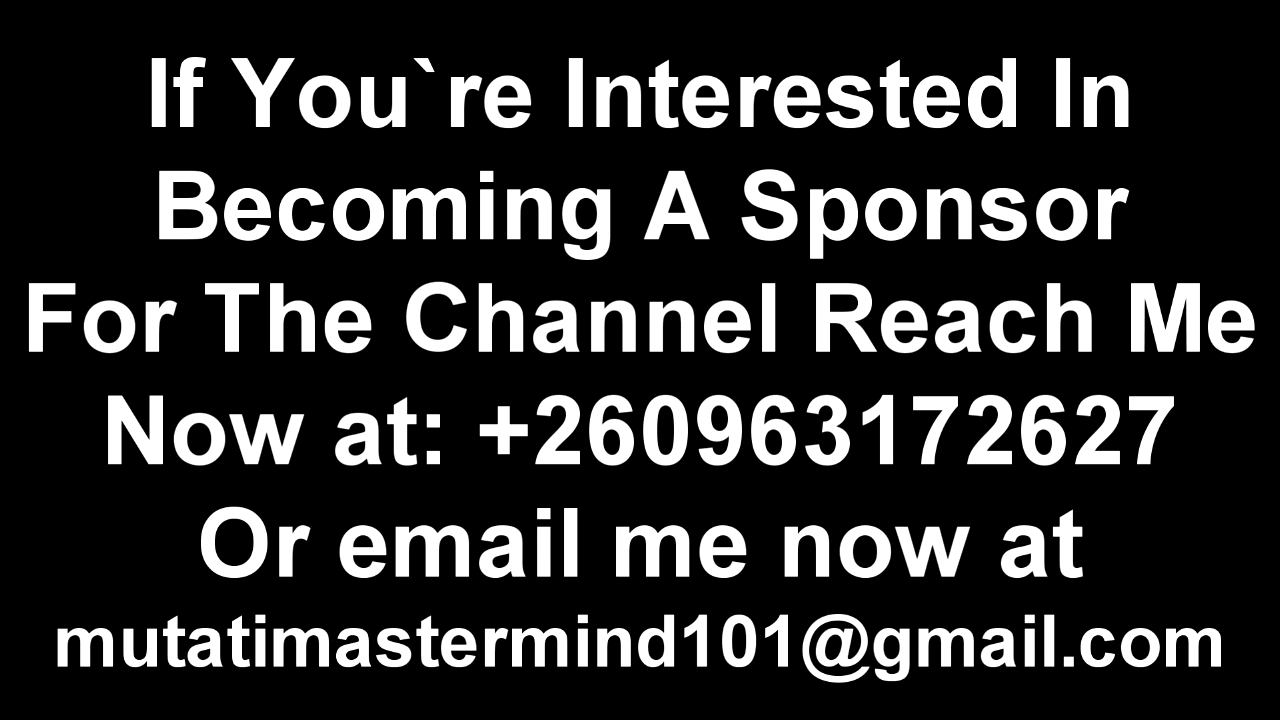 If You`re Interested In
Becoming A Sponsor
For The Channel Reach Me
Now at: +260963172627
Or email me now at
mutatimastermind101@gmail.com